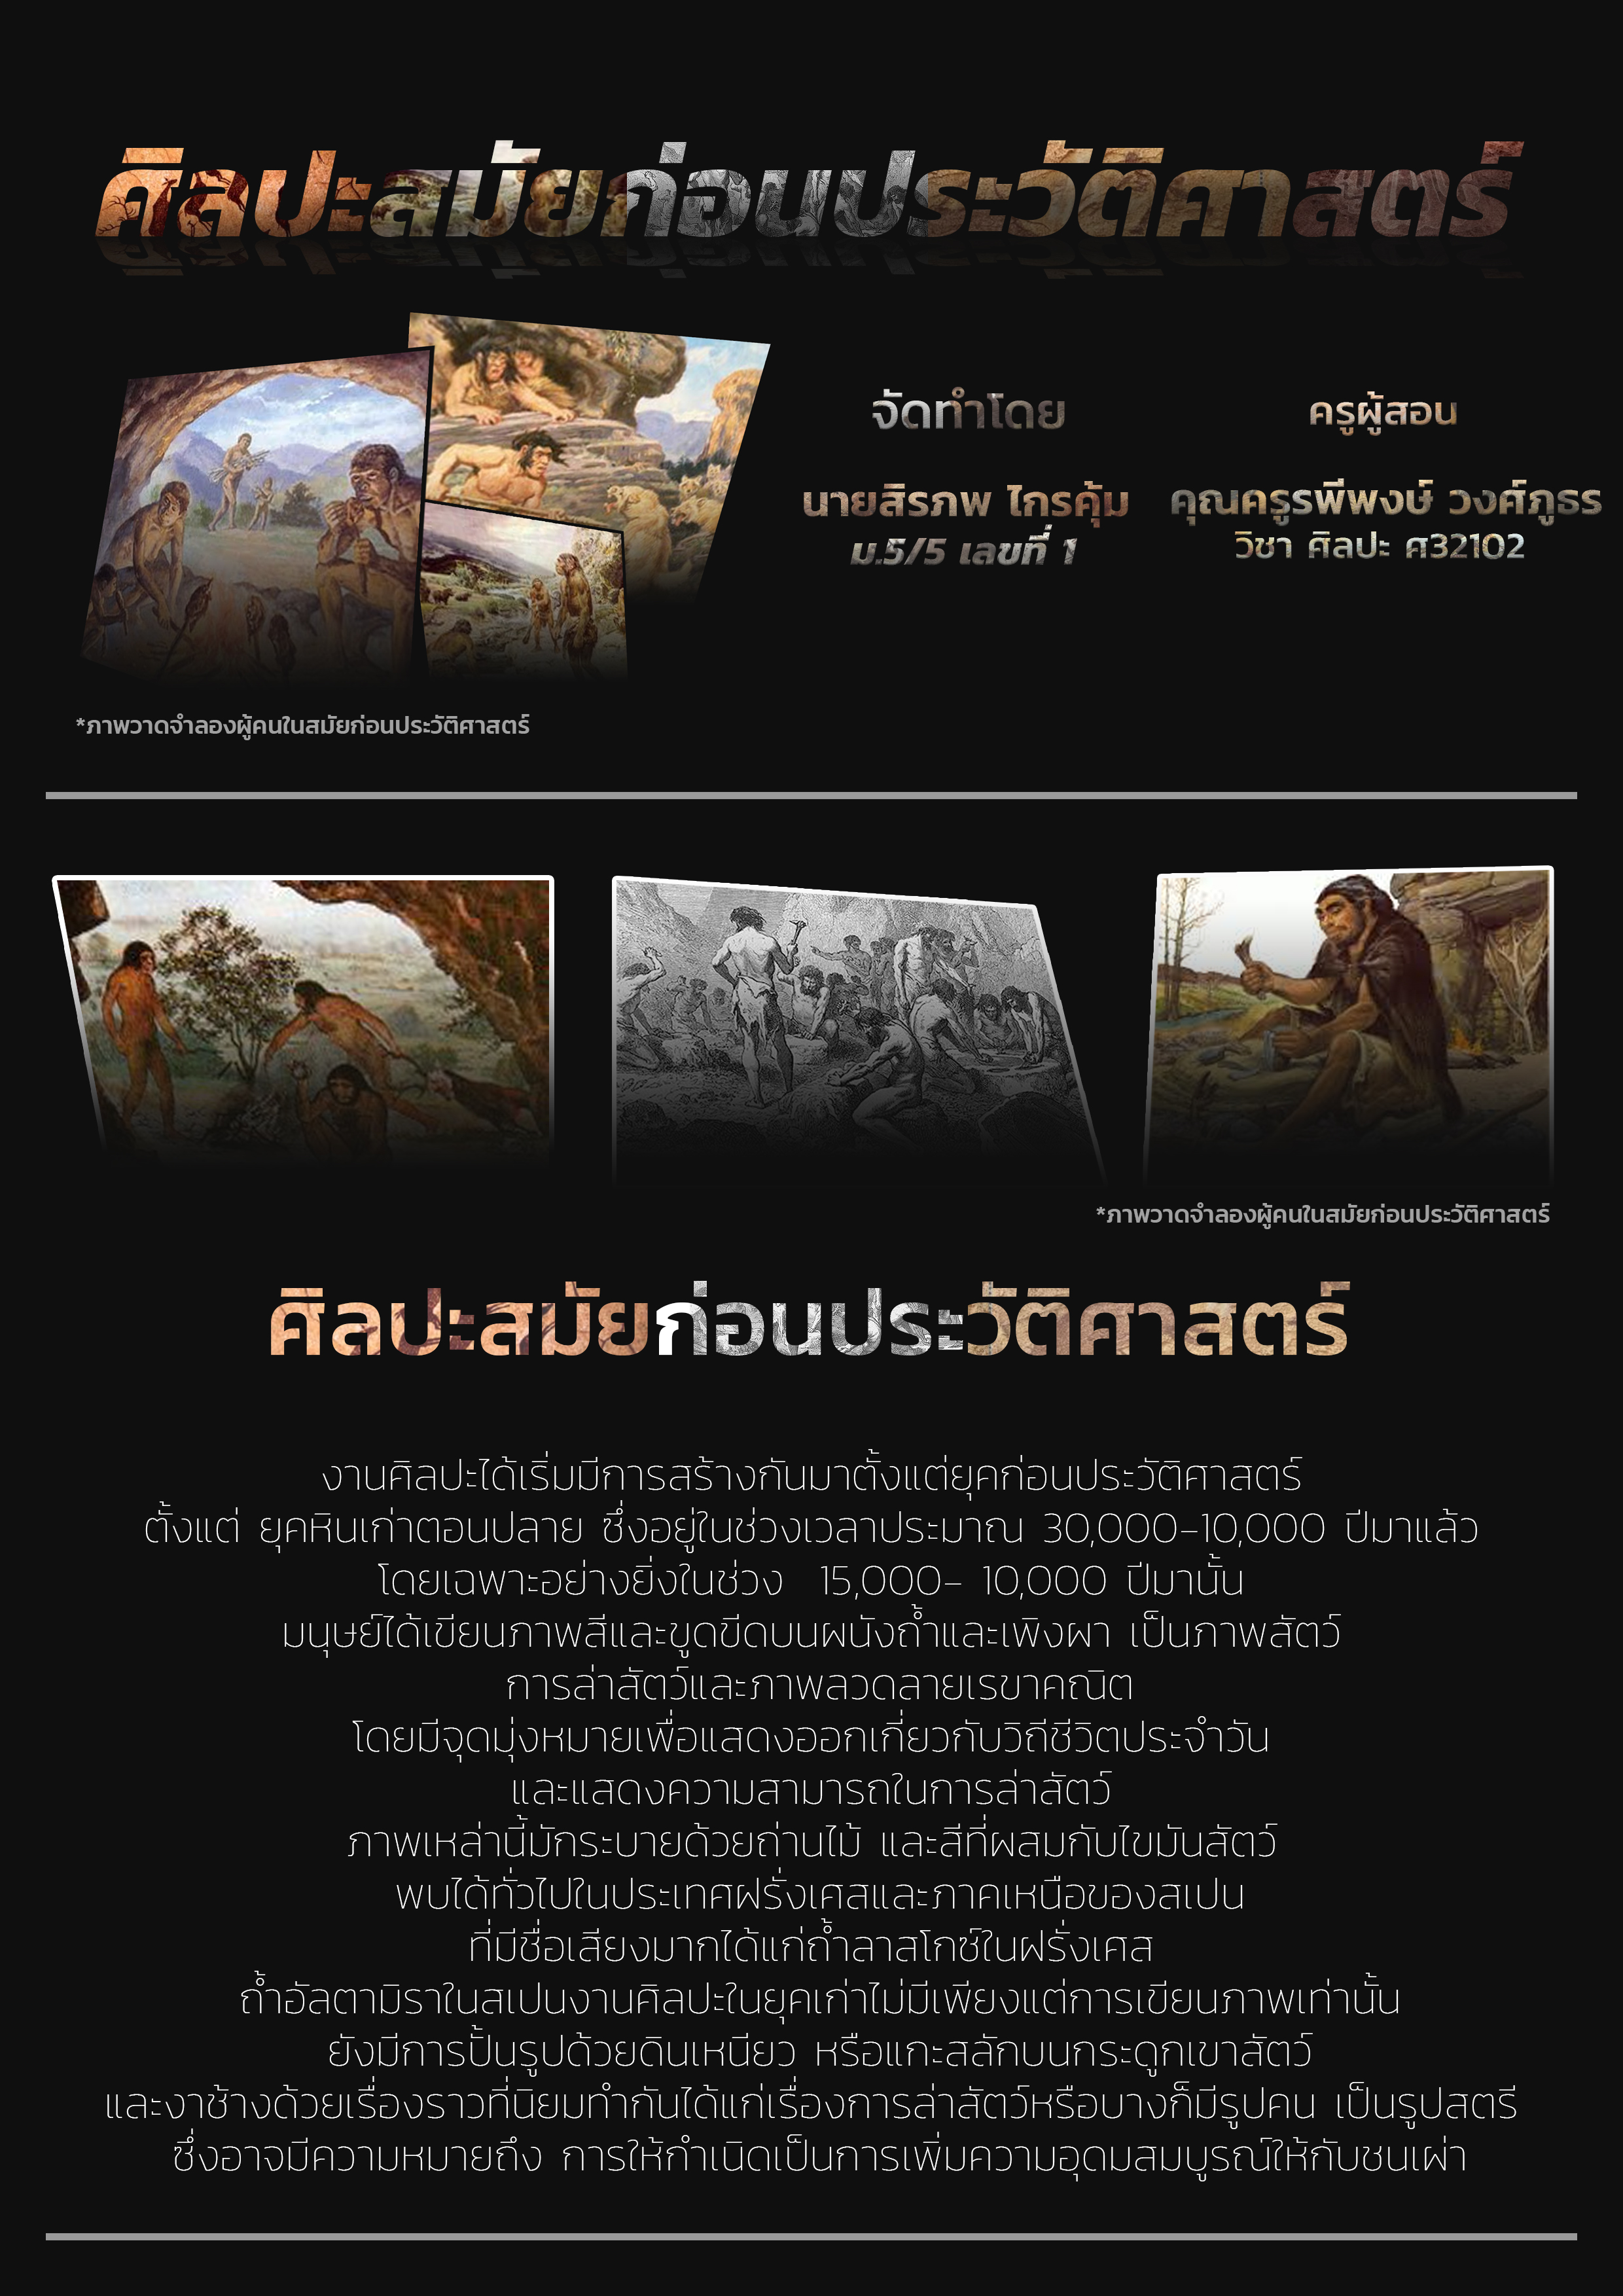 ศิลปะสมัยก่อนประวัติศาสตร์
จัดทำโดย
นายสิรภพ ไกรคุ้ม
ม.5/5 เลขที่ 1
ครูผู้สอน
คุณครูรพีพงษ์ วงศ์ภูธร
วิชา ศิลปะ ศ32102
*ภาพวาดจำลองผู้คนในสมัยก่อนประวัติศาสตร์
*ภาพวาดจำลองผู้คนในสมัยก่อนประวัติศาสตร์
ศิลปะสมัยก่อนประวัติศาสตร์
งานศิลปะได้เริ่มมีการสร้างกันมาตั้งแต่ยุคก่อนประวัติศาสตร์
ตั้งแต่ ยุคหินเก่าตอนปลาย ซึ่งอยู่ในช่วงเวลาประมาณ 30,000-10,000 ปีมาแล้ว
โดยเฉพาะอย่างยิ่งในช่วง 15,000- 10,000 ปีมานั้น
มนุษย์ได้เขียนภาพสีและขูดขีดบนผนังถ้ำและเพิงผา เป็นภาพสัตว์
การล่าสัตว์และภาพลวดลายเรขาคณิต
โดยมีจุดมุ่งหมายเพื่อแสดงออกเกี่ยวกับวิถีชีวิตประจำวัน
และแสดงความสามารถในการล่าสัตว์
ภาพเหล่านี้มักระบายด้วยถ่านไม้ และสีที่ผสมกับไขมันสัตว์
พบได้ทั่วไปในประเทศฝรั่งเศสและภาคเหนือของสเปน
ที่มีชื่อเสียงมากได้แก่ถ้ำลาสโกซ์ในฝรั่งเศส
ถ้ำอัลตามิราในสเปนงานศิลปะในยุคเก่าไม่มีเพียงแต่การเขียนภาพเท่านั้น
ยังมีการปั้นรูปด้วยดินเหนียว หรือแกะสลักบนกระดูกเขาสัตว์
และงาช้างด้วยเรื่องราวที่นิยมทำกันได้แก่เรื่องการล่าสัตว์หรือบางก็มีรูปคน เป็นรูปสตรี
ซึ่งอาจมีความหมายถึง การให้กำเนิดเป็นการเพิ่มความอุดมสมบูรณ์ให้กับชนเผ่า